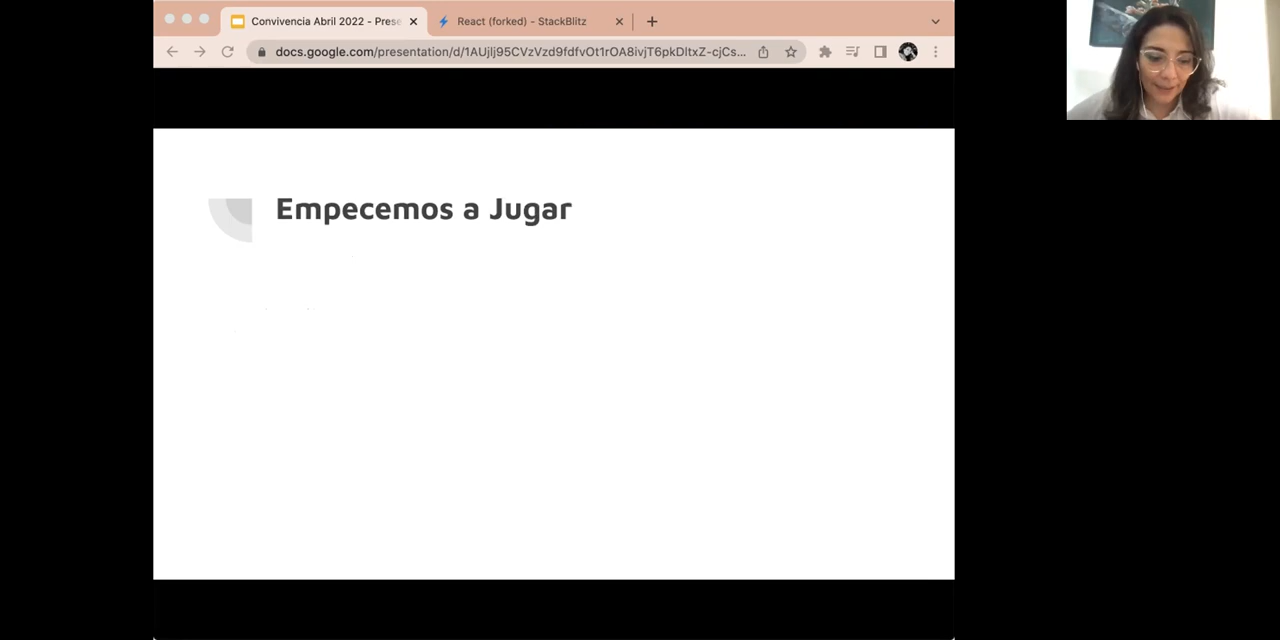 Convivencia Abril 2022 - Prese
React (forked) - StackBlitz
docs.google.com/presentation/d/1AUjlj95CVzVzd9fdfvOt1rOA8ivjT6pkDltxZ-cjCs...
Empecemos a Jugar